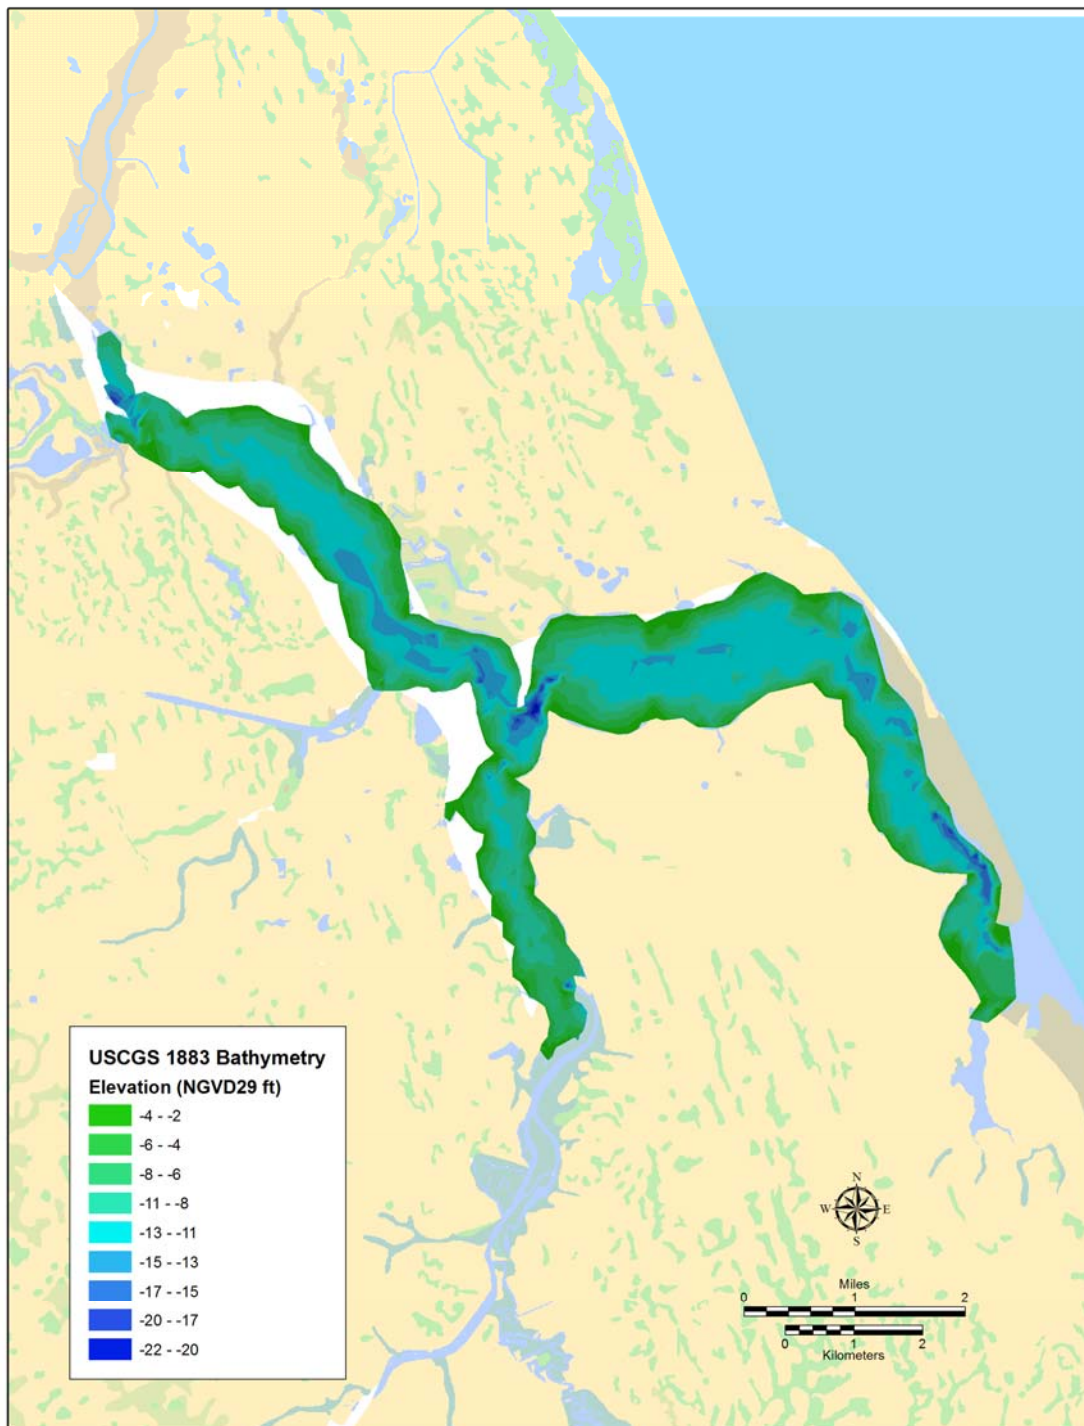 USCGS 1883 Bathymetry
Elevation (NGVD29 ft)
-4 - -2
-6 - -4
-8 - -6
-11 - -8
-13 - -11
-15 - -13
-17 - -15
-20 - -17
-22 - -20
N
W E
S
Miles
0 1 2
0 1 2
Kilometers